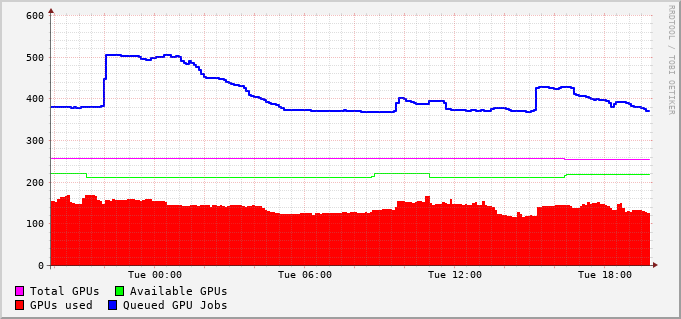 600
500
400
300
200
100
0
Tue 00:00 Tue 06:00 Tue 12:00 Tue 18:00
Total GPUs Available GPUs
GPUs used Queued GPU Jobs
RRDTOOL / TOBI OETIKER